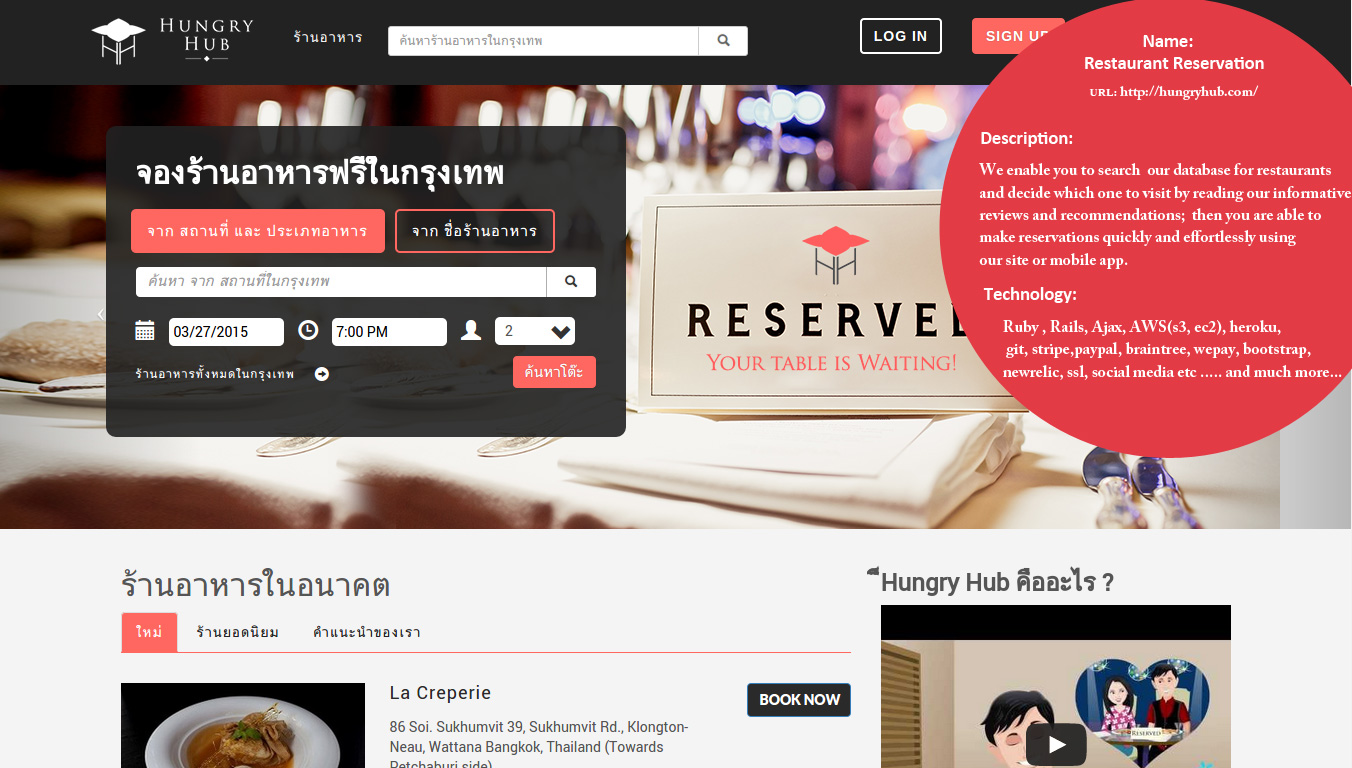 HUNGRY
HUB
ร้านอาหาร
ค้นหาร้านอาหารในกรุงเทพ
LOG IN
SIGN UP
Name:
Restaurant Reservation
URL: http://hungryhub.com/
Description:
We enable you to search our database for restaurants
and decide which one to visit by reading our informative
reviews and recommendations; then you are able to
make reservations quickly and effortlessly using
our site or mobile app.
Technology:
Ruby , Rails, Ajax, AWS(s3, ec2), heroku,
git, stripe,paypal, braintree, wepay, bootstrap,
newrelic, ssl, social media etc ..... and much more...
จองร้านอาหารฟรีในกรุงเทพ
จาก สถานที่ และ ประเภทอาหาร
จาก ชื่อร้านอาหาร
ค้นหา จาก สถานที่ในกรุงเทพ
03/27/2015
7:00 PM
2
ร้านอาหารทั้งหมดในกรุงเทพ
ค้นหาโต๊ะ
RESERVE
YOUR TABLE IS WAITING!
ร้านอาหารในอนาคต
ใหม่
ร้านยอดนิยม
คำแนะนำของเรา
La Creperie
BOOK NOW
86 Soi. Sukhumvit 39, Sukhumvit Rd., Klongton-
Neau, Wattana Bangkok, Thailand (Towards
Petchaburi side)
Hungry Hub คืออะไร ?
RESERVED